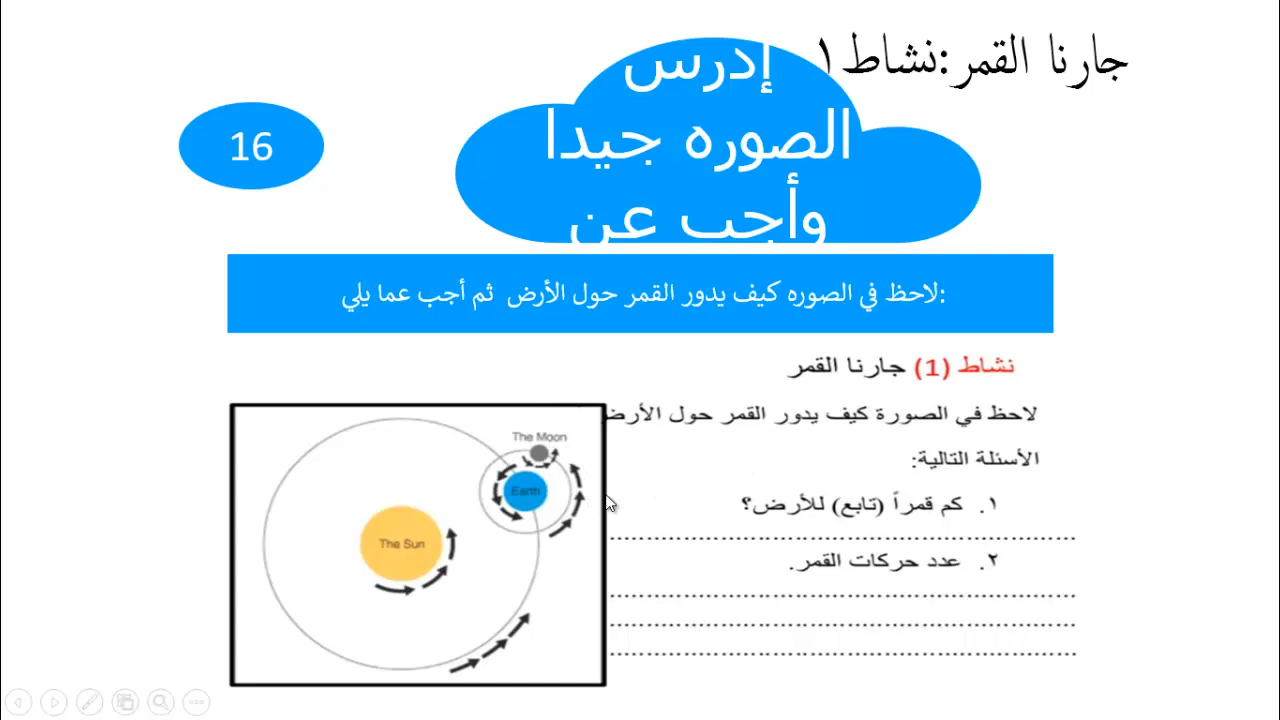 جارنا القمر:نشاط ١
إدرس
الصوره جيدا
وأجب عن
16
لاحظ في الصوره كيف يدور القمر حول الأرض ثم أجب عما يلي:
نشاط (1) جارنا القمر
لاحظ في الصورة كيف يدور القمر حول الأرض
الأسئلة التالية:
١. كم قمراً (تابع) للأرض؟
٢. عدد حركات القمر.
The Moon
Earth
The Sun